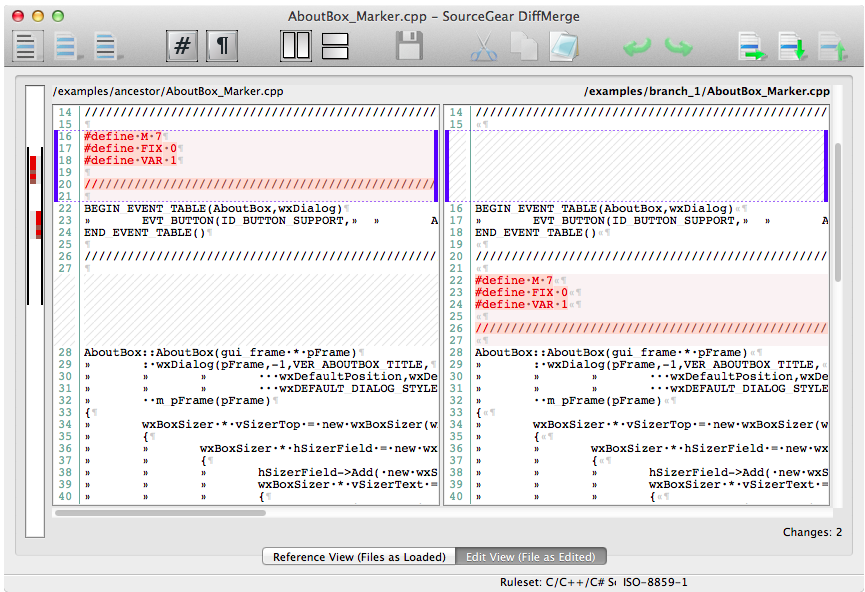 AboutBox_Marker.cpp – SourceGear DiffMerge
# ¶
/examples/ancestor/AboutBox_Marker.cpp
14 ////////////////////////////////////////////////
15 ¶
16 #define·M·7¶
17 #define·FIX·0¶
18 #define·VAR·1¶
19 ¶
20 ////////////////////////////////////////////////
21 ¶
22 BEGIN_EVENT_TABLE(AboutBox,wxDialog)¶
23 » EVT_BUTTON(ID_BUTTON_SUPPORT,» » A
24 END_EVENT_TABLE()¶
25 ¶
26 ////////////////////////////////////////////////
27 ¶
28 AboutBox::AboutBox(gui_frame·*·pFrame)¶
29 » :·wxDialog(pFrame,-1,VER_ABOUTBOX_TITLE,¶
30 » » » ···wxDefaultPosition,wxDe
31 » » » ···wxDEFAULT_DIALOG_STYLE
32 » ··m_pFrame(pFrame)¶
33 {¶
34 » wxBoxSizer·*·vSizerTop·=·new·wxBoxSizer(w
35 » {¶
36 » » wxBoxSizer·*·hSizerField·=·new·wx
37 » » {¶
38 » » » hSizerField->Add(·new·wxS
39 » » » wxBoxSizer·*·vSizerText·=
40 » » » {¶
/examples/branch_1/AboutBox_Marker.cpp
14 ////////////////////////////////////////////////
15 «¶
16 BEGIN_EVENT_TABLE(AboutBox,wxDialog)«¶
17 » EVT_BUTTON(ID_BUTTON_SUPPORT,» » A
18 END_EVENT_TABLE()«¶
19 «¶
20 ////////////////////////////////////////////////
21 «¶
22 #define·M·7«¶
23 #define·FIX·0«¶
24 #define·VAR·1«¶
25 «¶
26 ////////////////////////////////////////////////
27 «¶
28 AboutBox::AboutBox(gui_frame·*·pFrame)«¶
29 » :·wxDialog(pFrame,-1,VER_ABOUTBOX_TITLE,«
30 » » » ···wxDefaultPosition,wxDe
31 » » » ···wxDEFAULT_DIALOG_STYLE
32 » ··m_pFrame(pFrame)«¶
33 {«¶
34 » wxBoxSizer·*·vSizerTop·=·new·wxBoxSizer(w
35 » {«¶
36 » » wxBoxSizer·*·hSizerField·=·new·wx
37 » » {«¶
38 » » » hSizerField->Add(·new·wxS
39 » » » wxBoxSizer·*·vSizerText·=
40 » » » {«¶
Changes: 2
Reference View (Files as Loaded) Edit View (File as Edited)
Ruleset: C/C++/C# Sc ISO-8859-1